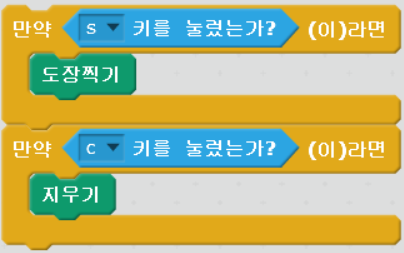 만약 s 키를 눌렀는가? (이)라면
도장찍기
만약 c 키를 눌렀는가? (이)라면
지우기